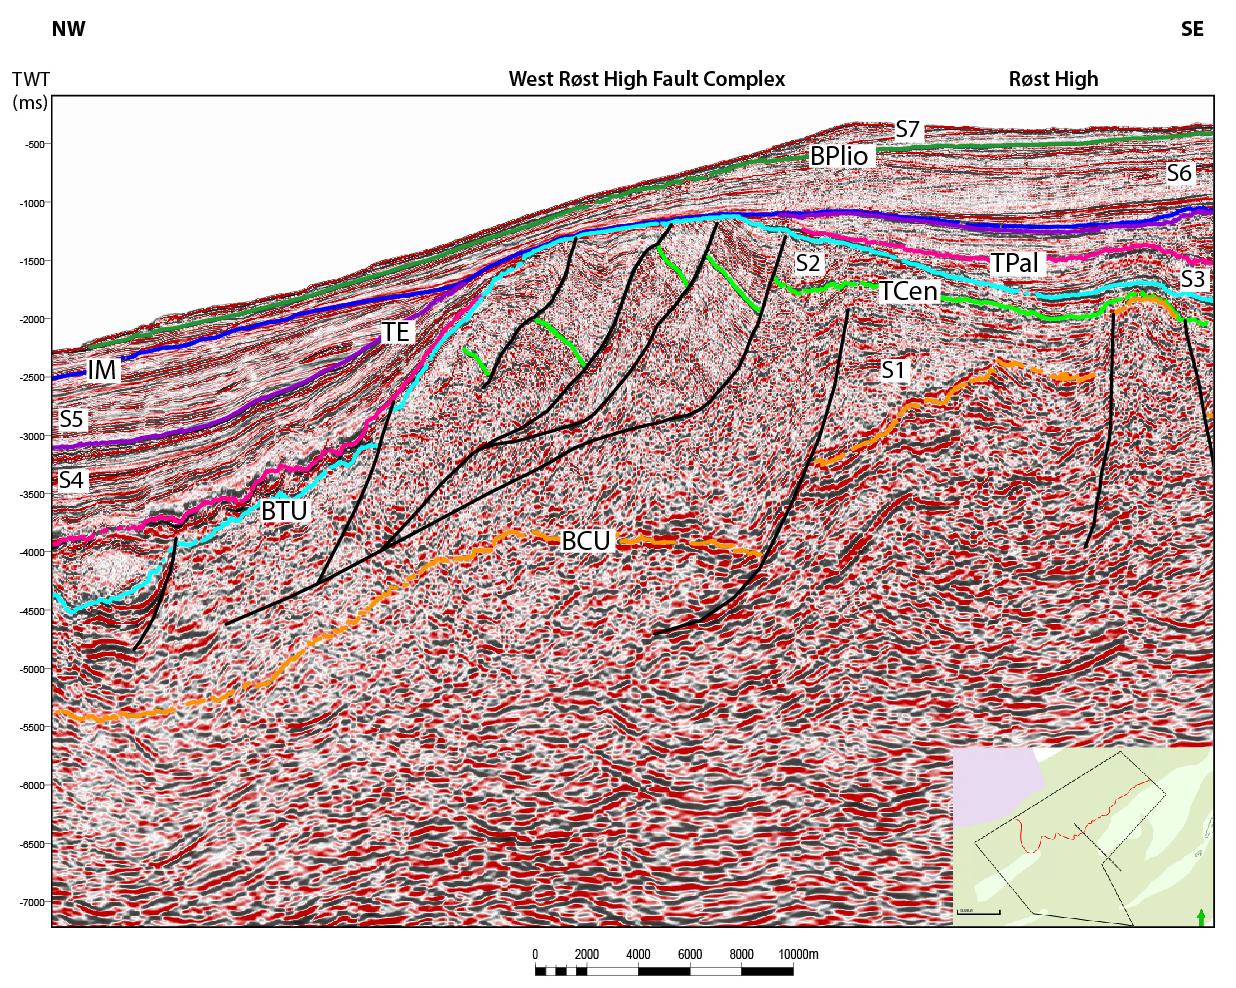 NW
SE
TWT
(ms)
West Røst High Fault Complex
Røst High
-500
-1000
-1500
-2000
-2500
-3000
-3500
-4000
-4500
-5000
-5500
-6000
-6500
-7000
S7
BPlio
S6
S2
TPal
S3
TCen
TE
IM
S1
S5
S4
BTU
BCU
0 2000 4000 6000 8000 10000m